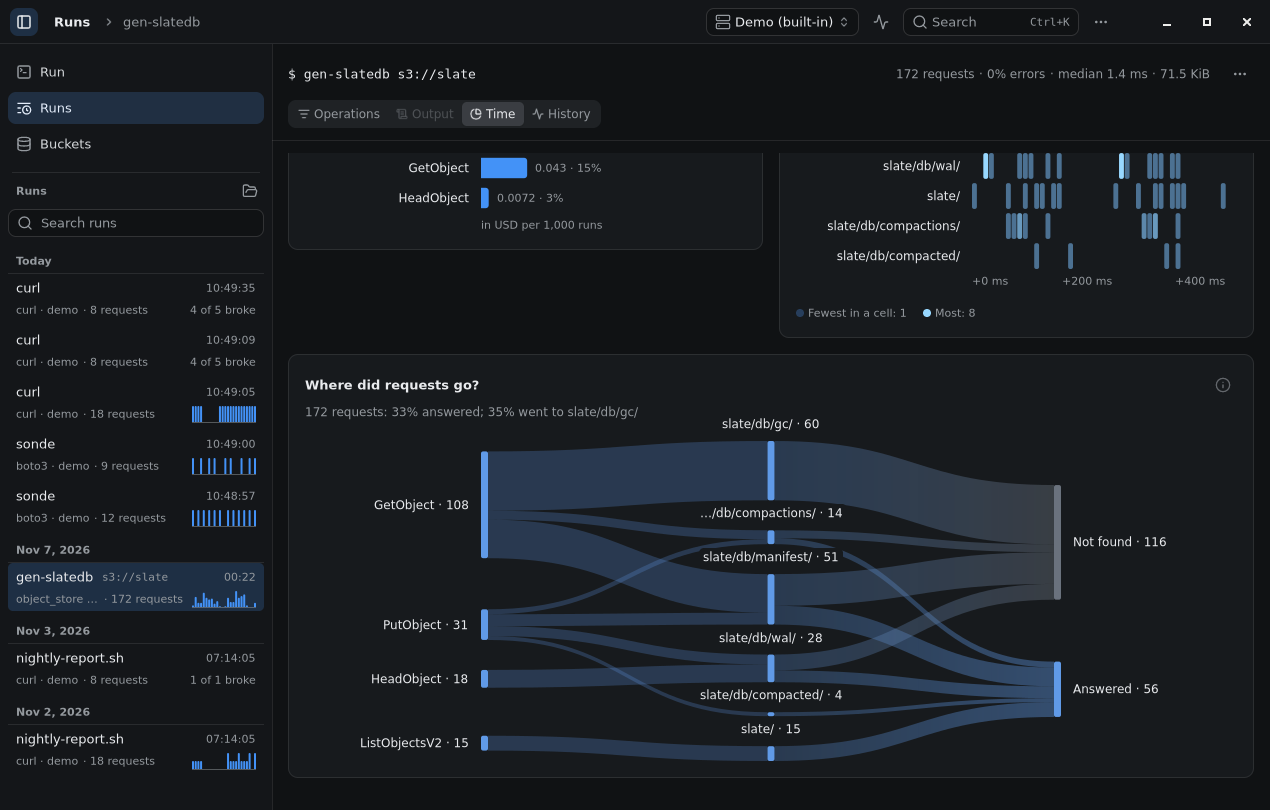 Runs > gen-slatedb
Demo (built-in)
Search Ctrl+K
Run
Runs
Buckets
Runs
Search runs
Today
curl 10:49:35
curl · demo · 8 requests 4 of 5 broke
curl 10:49:09
curl · demo · 8 requests 4 of 5 broke
curl 10:49:05
curl · demo · 18 requests
sonde 10:49:00
boto3 · demo · 9 requests
sonde 10:48:57
boto3 · demo · 12 requests
Nov 7, 2026
gen-slatedb s3://slate 00:22
object_store ... · 172 requests
Nov 3, 2026
nightly-report.sh 07:14:05
curl · demo · 8 requests 1 of 1 broke
Nov 2, 2026
nightly-report.sh 07:14:05
curl · demo · 18 requests
$ gen-slatedb s3://slate
172 requests · 0% errors · median 1.4 ms · 71.5 KiB
Operations Output Time History
GetObject 0.043 · 15%
HeadObject 0.0072 · 3%
in USD per 1,000 runs
slate/db/wal/
slate/
slate/db/compactions/
slate/db/compacted/
+0 ms +200 ms +400 ms
Fewest in a cell: 1 Most: 8
Where did requests go?
172 requests: 33% answered; 35% went to slate/db/gc/
slate/db/gc/ · 60
GetObject · 108
.../db/compactions/ · 14
Not found · 116
slate/db/manifest/ · 51
PutObject · 31
slate/db/wal/ · 28
HeadObject · 18
slate/db/compacted/ · 4
Answered · 56
slate/ · 15
ListObjectsV2 · 15